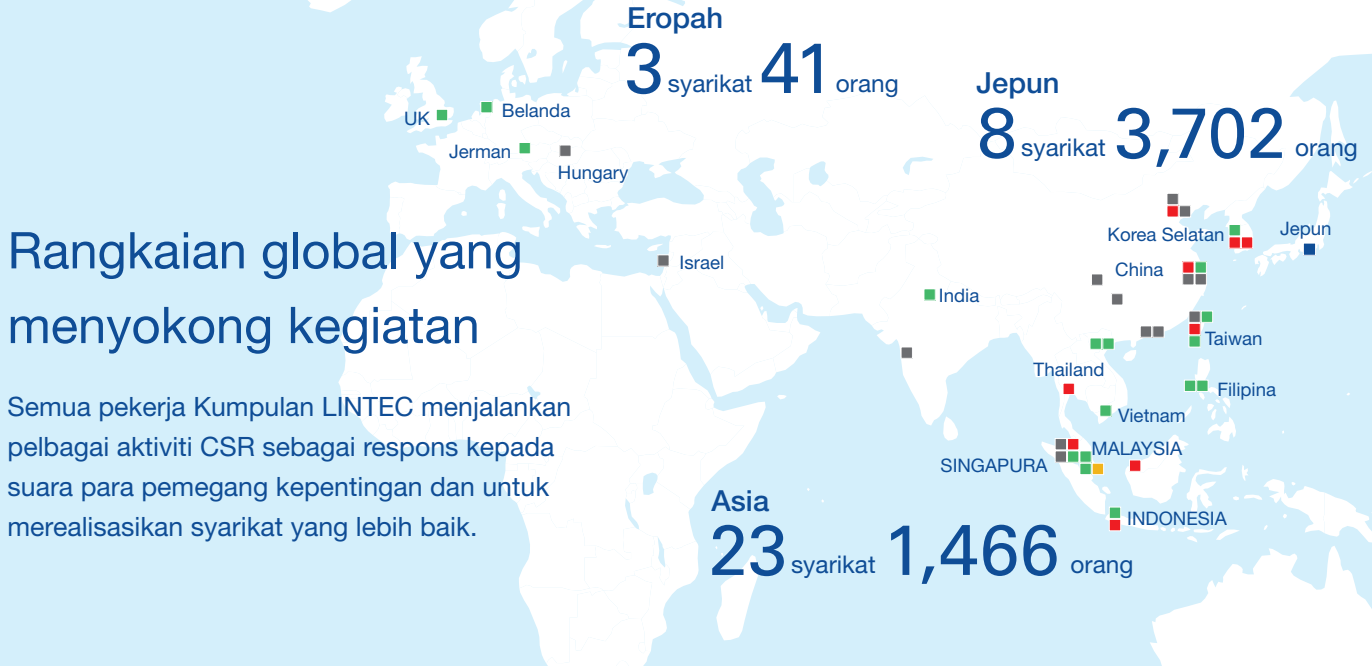 Eropah
3 syarikat 41 orang
Jepun
8 syarikat 3,702 orang
UK
Belanda
Jerman
Hungary
Rangkaian global yang
menyokong kegiatan
Semua pekerja Kumpulan LINTEC menjalankan
pelbagai aktiviti CSR sebagai respons kepada
suara para pemegang kepentingan dan untuk
merealisasikan syarikat yang lebih baik.
Israel
India
Korea Selatan
Jepun
China
Taiwan
Thailand
Filipina
Vietnam
MALAYSIA
SINGAPURA
INDONESIA
Asia
23 syarikat 1,466 orang